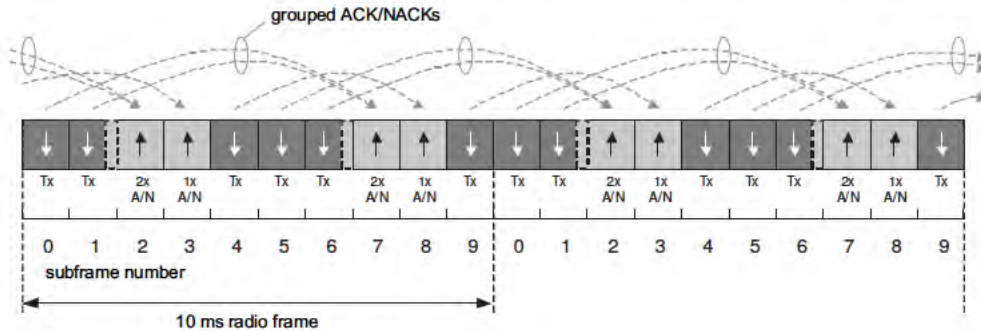 grouped ACK/NACKs
Tx Tx 2x 1x Tx Tx Tx 2x 1x Tx Tx Tx 2x 1x Tx Tx Tx 2x 1x Tx
A/N A/N A/N A/N A/N A/N A/N A/N
0 1 2 3 4 5 6 7 8 9 0 1 2 3 4 5 6 7 8 9
subframe number
10 ms radio frame